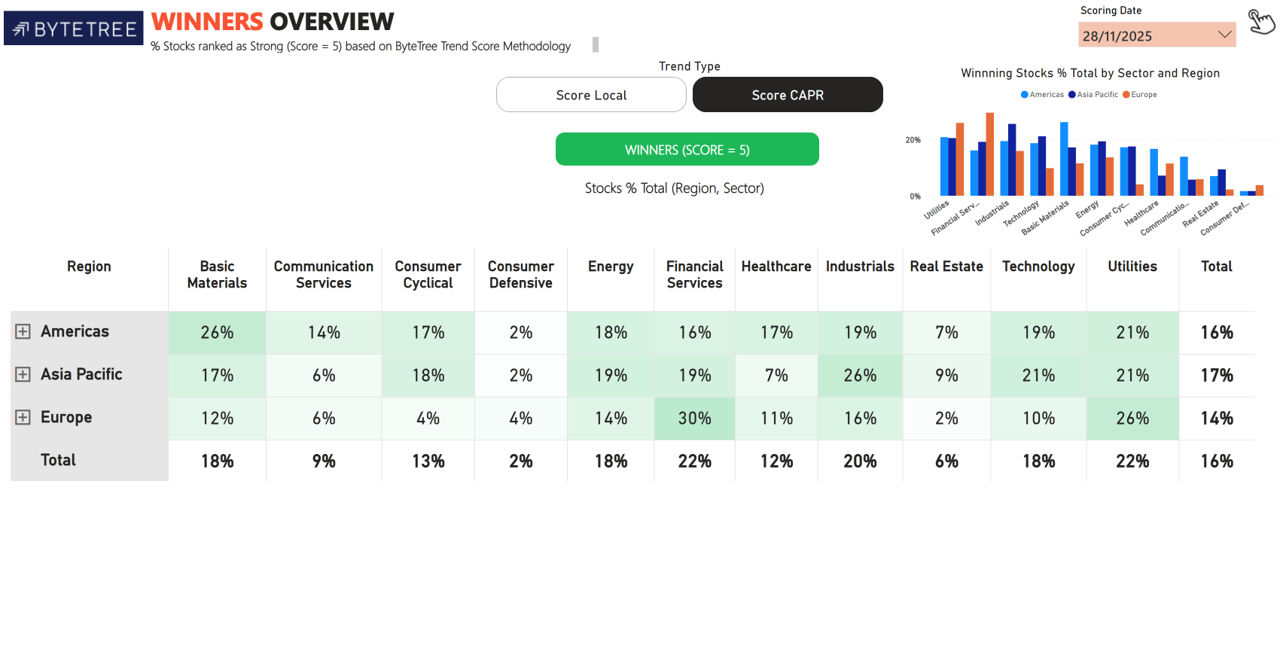 BYTETREE
WINNERS OVERVIEW
% Stocks ranked as Strong (Score = 5) based on ByteTree Trend Score Methodology
Scoring Date
28/11/2025
Trend Type
Score Local
Score CAPR
WINNERS (SCORE = 5)
Stocks % Total (Region, Sector)
Winnning Stocks % Total by Sector and Region
Americas Asia Pacific Europe
20%
0%
Utilities
Financial Serv...
Industrials
Technology
Basic Materials
Energy
Consumer Cyc...
Healthcare
Communicatio...
Real Estate
Consumer Def...
Region Basic Materials Communication Services Consumer Cyclical Consumer Defensive Energy Financial Services Healthcare Industrials Real Estate Technology Utilities Total
Americas 26% 14% 17% 2% 18% 16% 17% 19% 7% 19% 21% 16%
Asia Pacific 17% 6% 18% 2% 19% 19% 7% 26% 9% 21% 21% 17%
Europe 12% 6% 4% 4% 14% 30% 11% 16% 2% 10% 26% 14%
Total 18% 9% 13% 2% 18% 22% 12% 20% 6% 18% 22% 16%